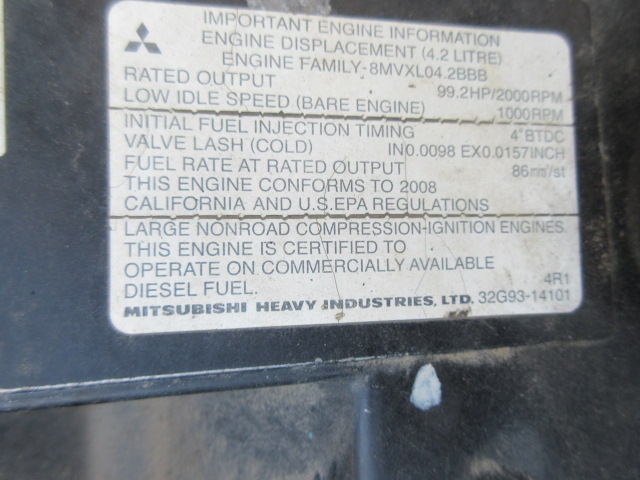 IMPORTANT ENGINE INFORMATION
ENGINE DISPLACEMENT (4.2 LITRE)
ENGINE FAMILY-8MVXL04.2BBB
RATED OUTPUT 99.2HP/2000RPM
LOW IDLE SPEED (BARE ENGINE) 1000RPM
INITIAL FUEL INJECTION TIMING 4°BTDC
VALVE LASH (COLD) IN0.0098 EX0.0157INCH
FUEL RATE AT RATED OUTPUT 86mm³/st
THIS ENGINE CONFORMS TO 2008
CALIFORNIA AND U.S.EPA REGULATIONS
LARGE NONROAD COMPRESSION-IGNITION ENGINES.
THIS ENGINE IS CERTIFIED TO
OPERATE ON COMMERCIALLY AVAILABLE
DIESEL FUEL. 4R1
MITSUBISHI HEAVY INDUSTRIES, LTD. 32G93-14101